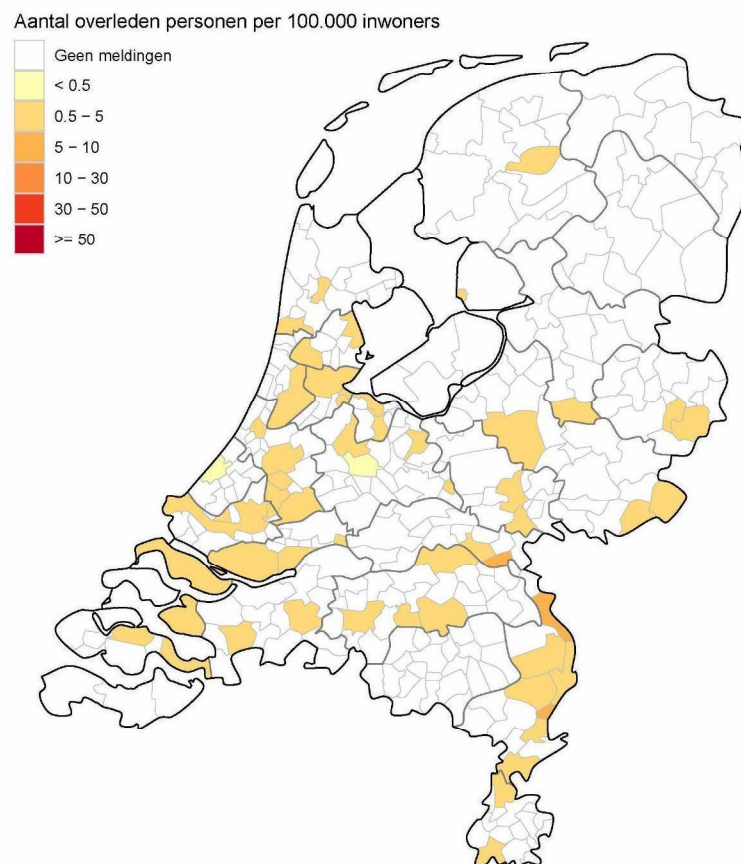 Aantal overleden personen per 100.000 inwoners
Geen meldingen
< 0.5
0.5 – 5
5 – 10
10 – 30
30 – 50
>= 50